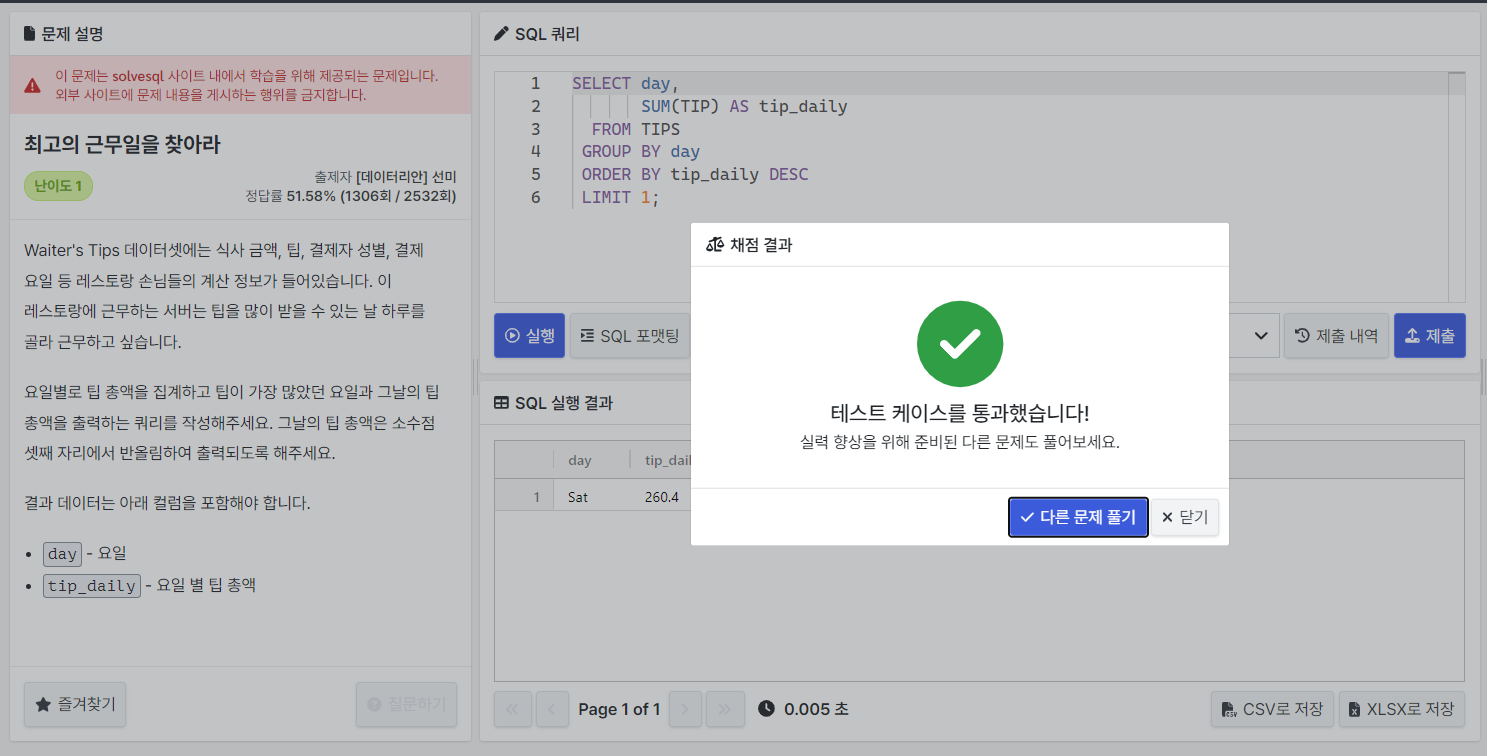 문제 설명
이 문제는 solvesql 사이트 내에서 학습을 위해 제공되는 문제입니다.
외부 사이트에 문제 내용을 게시하는 행위를 금지합니다.
최고의 근무일을 찾아라
난이도 1
출제자 [데이터리안] 선미
정답률 51.58% (1306회 / 2532회)
Waiter's Tips 데이터셋에는 식사 금액, 팁, 결제자 성별, 결제
요일 등 레스토랑 손님들의 계산 정보가 들어있습니다. 이
레스토랑에 근무하는 서버는 팁을 많이 받을 수 있는 날 하루를
골라 근무하고 싶습니다.
요일별로 팁 총액을 집계하고 팁이 가장 많았던 요일과 그날의 팁
총액을 출력하는 쿼리를 작성해주세요. 그날의 팁 총액은 소수점
셋째 자리에서 반올림하여 출력되도록 해주세요.
결과 데이터는 아래 컬럼을 포함해야 합니다.
• day - 요일
• tip_daily - 요일 별 팁 총액
즐겨찾기
질문하기
SQL 쿼리
1 SELECT day,
2 SUM(TIP) AS tip_daily
3 FROM TIPS
4 GROUP BY day
5 ORDER BY tip_daily DESC
6 LIMIT 1;
실행
SQL 포맷팅
제출 내역
제출
SQL 실행 결과
day tip_dail
1 Sat 260.4
Page 1 of 1
0.005 초
CSV로 저장
XLSX로 저장
채점 결과
테스트 케이스를 통과했습니다!
실력 향상을 위해 준비된 다른 문제도 풀어보세요.
다른 문제 풀기
닫기